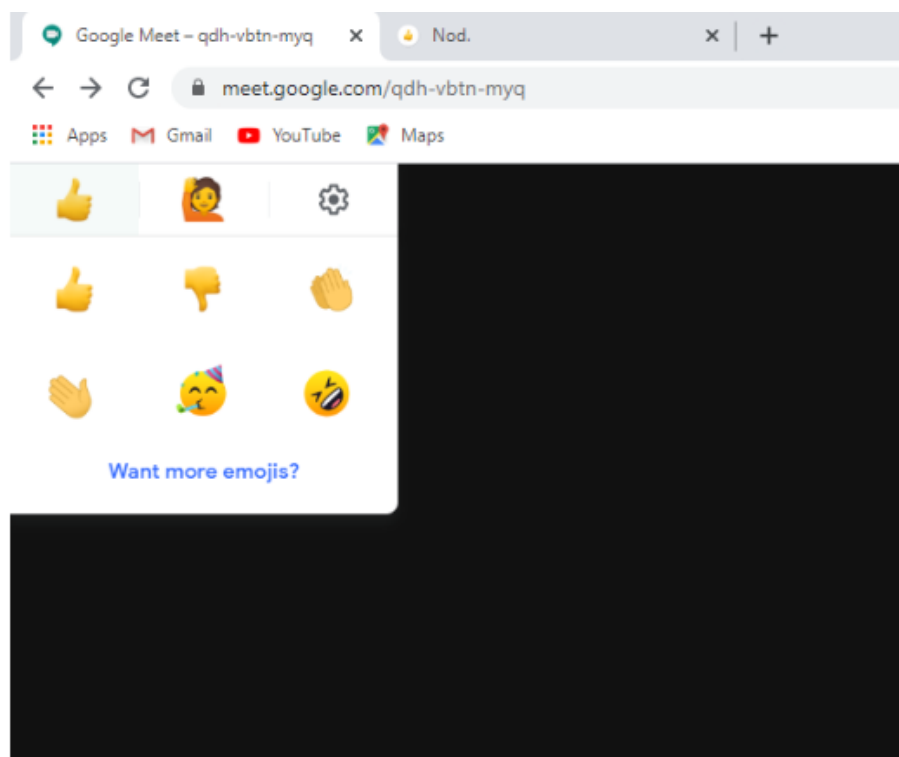 Google Meet – qdh-vbtn-myq
Nod.
meet.google.com/qdh-vbtn-myq
Apps Gmail YouTube Maps
Want more emojis?